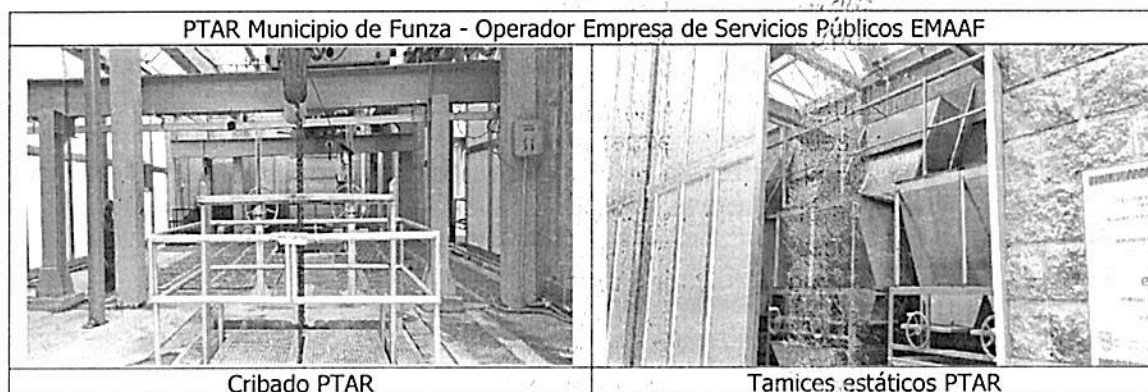 PTAR Municipio de Funza - Operador Empresa de Servicios Públicos EMAAF
Cribado PTAR
Tamices estáticos PTAR